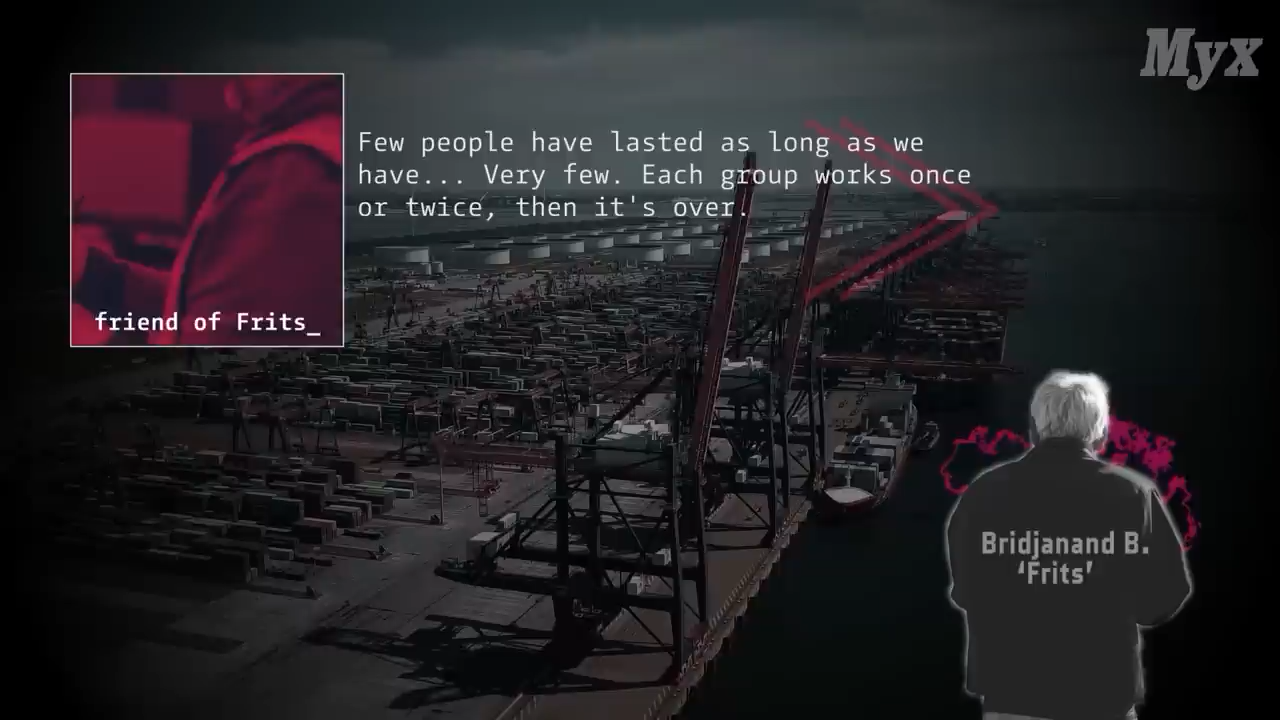 Myx
Few people have lasted as long as we
have... Very few. Each group works once
or twice, then it's over.
friend of Frits_
Bridjanand B.
‘Frits’